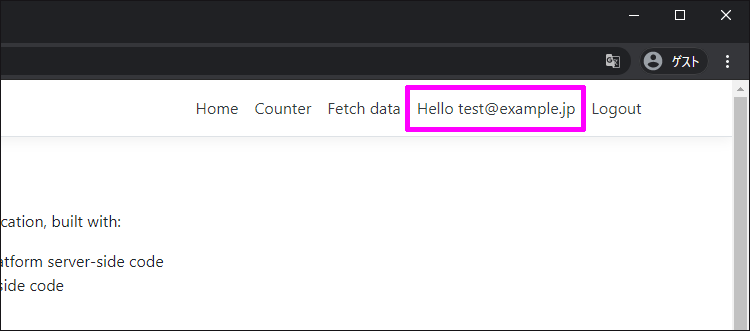 ゲスト
Home Counter Fetch data Hello test@example.jp Logout
cation, built with:
atform server-side code
side code